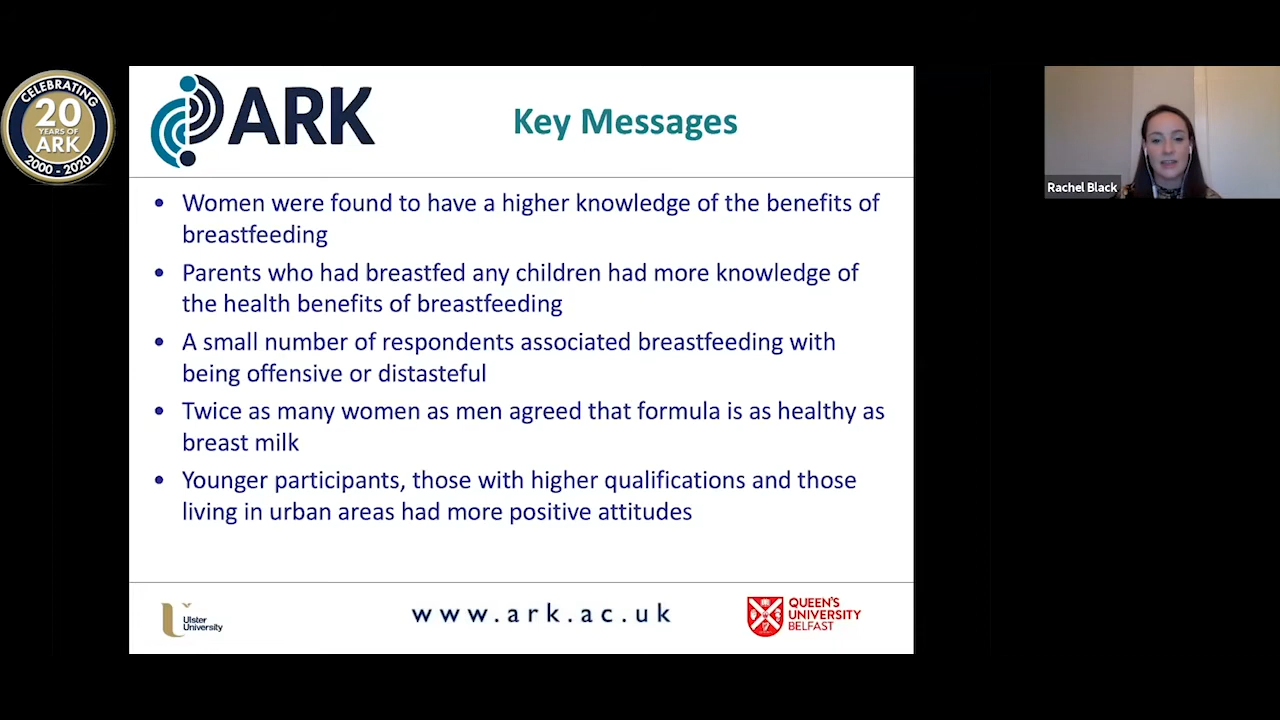 CELEBRATING
20
YEARS OF
ARK
2000 - 2020
ARK
Key Messages
• Women were found to have a higher knowledge of the benefits of
breastfeeding
• Parents who had breastfed any children had more knowledge of
the health benefits of breastfeeding
• A small number of respondents associated breastfeeding with
being offensive or distasteful
• Twice as many women as men agreed that formula is as healthy as
breast milk
• Younger participants, those with higher qualifications and those
living in urban areas had more positive attitudes
Ulster
University
www.ark.ac.uk
QUEEN'S
UNIVERSITY
BELFAST
Rachel Black